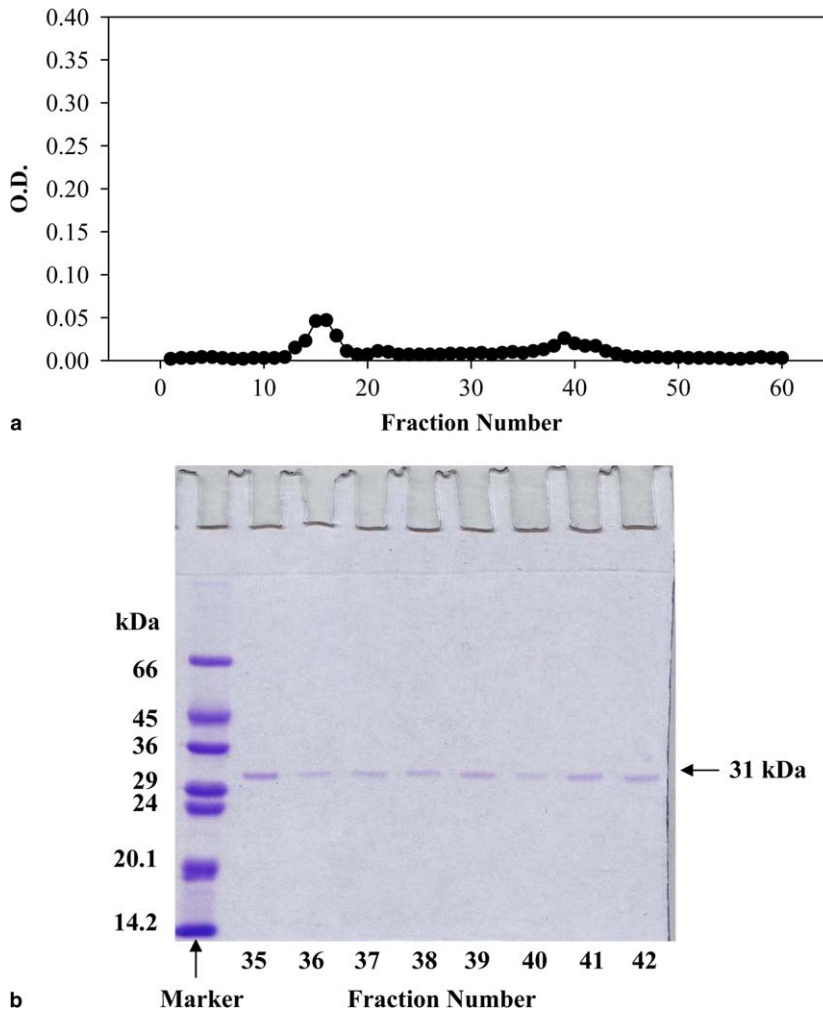 0.40
0.35
0.30
0.25
0.20
0.15
0.10
0.05
0.00
O.D.
0 10 20 30 40 50 60
Fraction Number
a
kDa
66
45
36
29
24
20.1
14.2
31 kDa
35 36 37 38 39 40 41 42
Marker Fraction Number
b